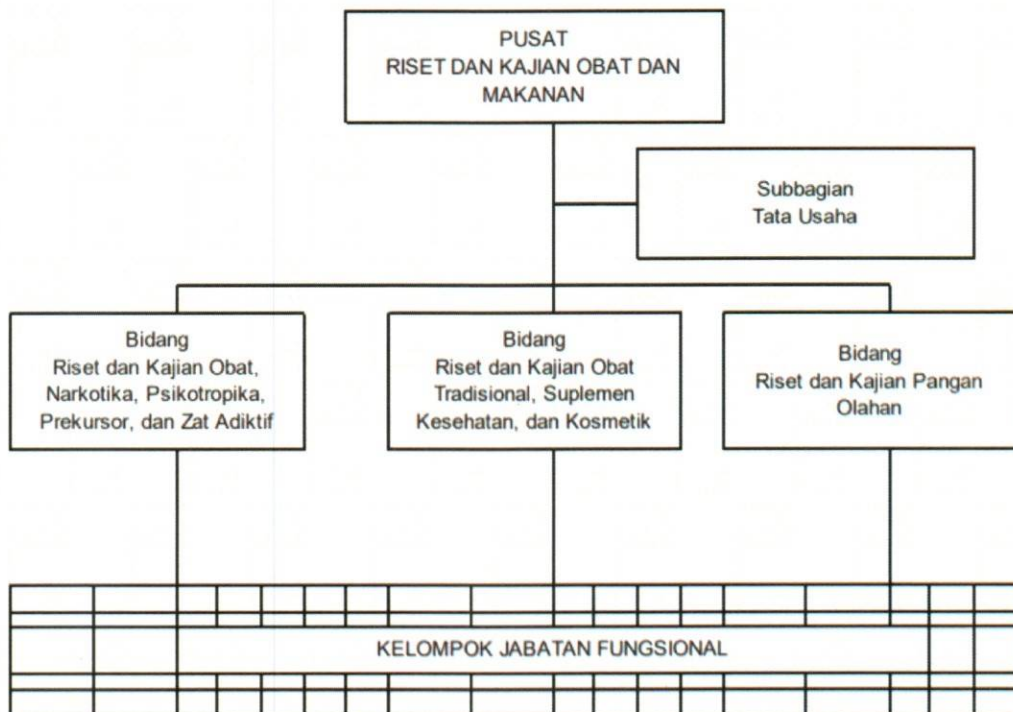 PUSAT
RISET DAN KAJIAN OBAT DAN
MAKANAN
Subbagian
Tata Usaha
Bidang
Riset dan Kajian Obat,
Narkotika, Psikotropika,
Prekursor, dan Zat Adiktif
Bidang
Riset dan Kajian Obat
Tradisional, Suplemen
Kesehatan, dan Kosmetik
Bidang
Riset dan Kajian Pangan
Olahan
KELOMPOK JABATAN FUNGSIONAL